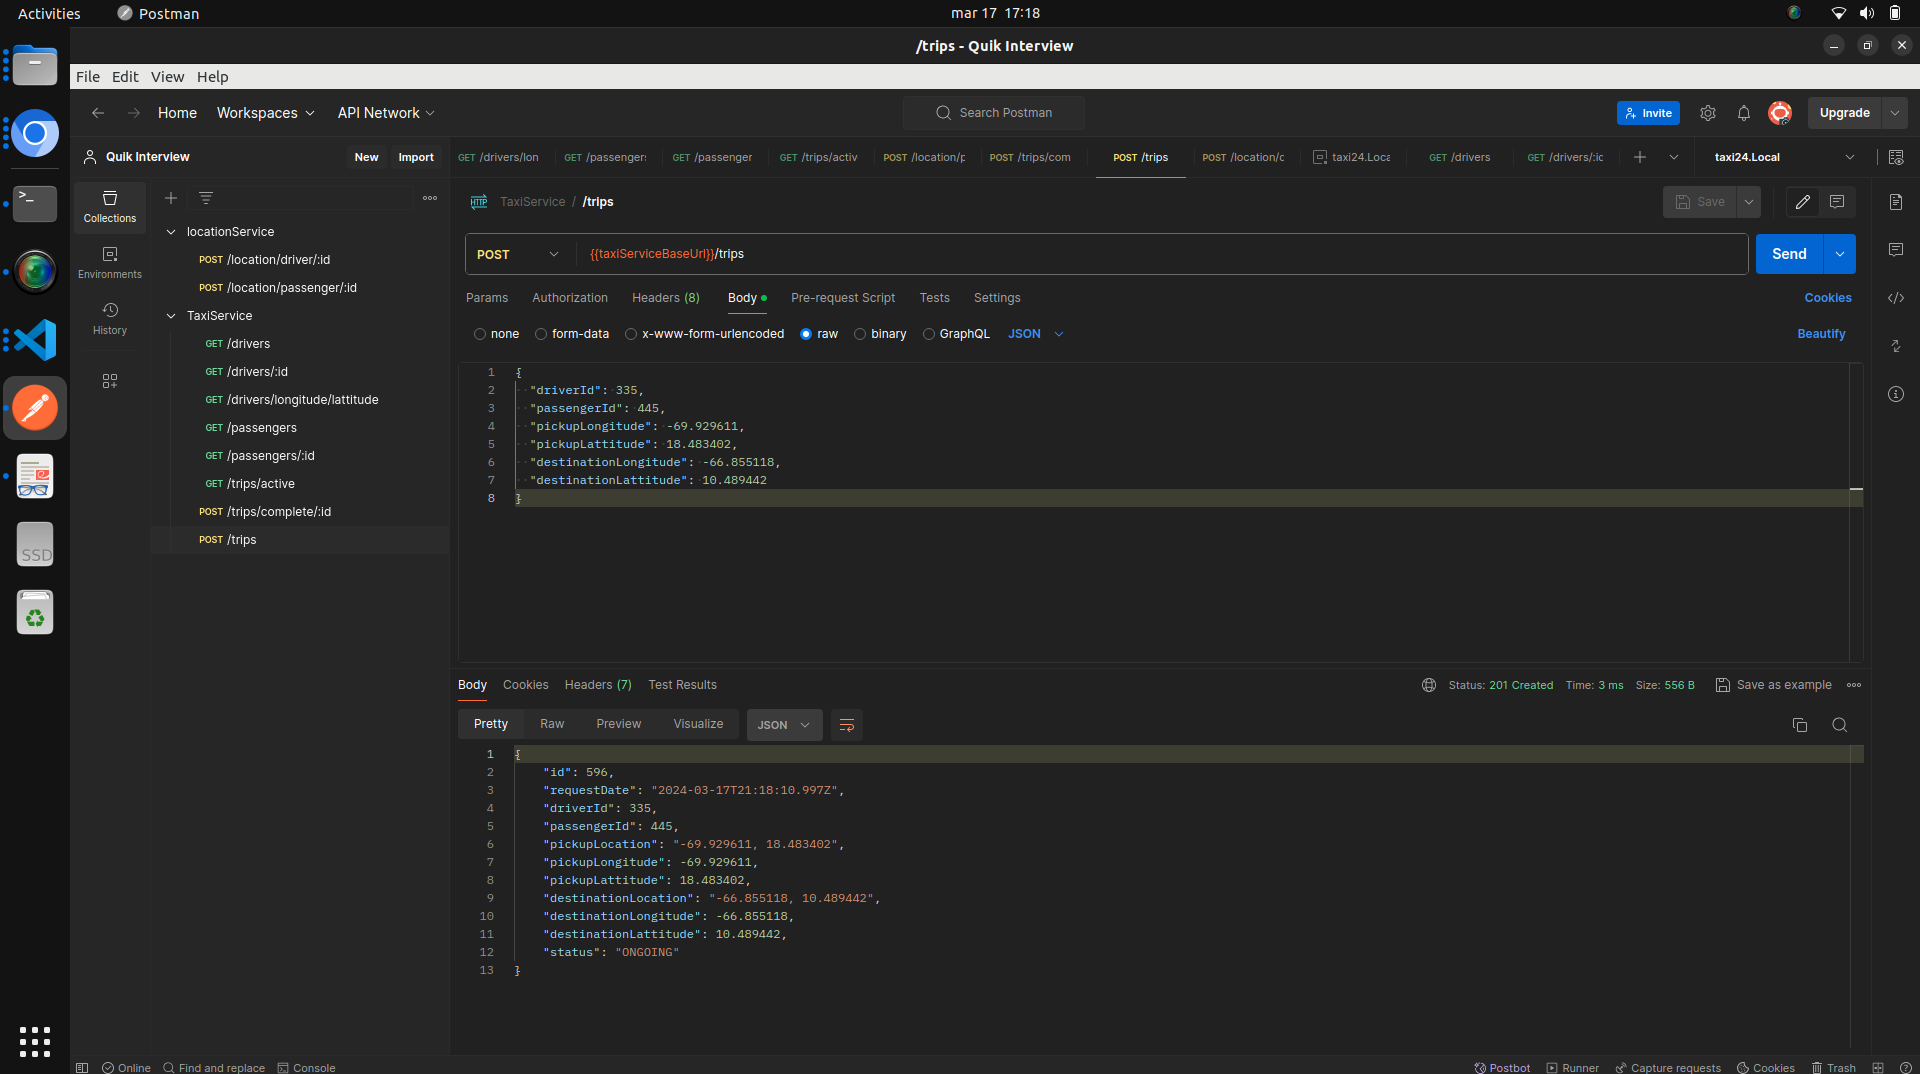 Activities
Postman
mar 17 17:18
/trips - Quik Interview
File Edit View Help
Home
Workspaces
API Network
Search Postman
Invite
Upgrade
Quik Interview
New
Import
GET /drivers/lon
GET /passengers
GET /passenger
GET /trips/activ
POST /location/p
POST /trips/com
POST /trips
POST /location/c
taxi24.Loca
GET /drivers
GET /drivers/:ic
taxi24.Local
Collections
Environments
History
locationService
POST /location/driver/:id
POST /location/passenger/:id
TaxiService
GET /drivers
GET /drivers/:id
GET /drivers/longitude/lattitude
GET /passengers
GET /passengers/:id
GET /trips/active
POST /trips/complete/:id
POST /trips
HTTP
TaxiService / /trips
Save
POST
{{taxiServiceBaseUrl}}/trips
Send
Params
Authorization
Headers (8)
Body
Pre-request Script
Tests
Settings
Cookies
none
form-data
x-www-form-urlencoded
raw
binary
GraphQL
JSON
Beautify
1 {
2 "driverId": 335,
3 "passengerId": 445,
4 "pickupLongitude": -69.929611,
5 "pickupLattitude": 18.483402,
6 "destinationLongitude": -66.855118,
7 "destinationLattitude": 10.489442
8 }
Body
Cookies
Headers (7)
Test Results
Status: 201 Created
Time: 3 ms
Size: 556 B
Save as example
Pretty
Raw
Preview
Visualize
JSON
1 {
2 "id": 596,
3 "requestDate": "2024-03-17T21:18:10.997Z",
4 "driverId": 335,
5 "passengerId": 445,
6 "pickupLocation": "-69.929611, 18.483402",
7 "pickupLongitude": -69.929611,
8 "pickupLattitude": 18.483402,
9 "destinationLocation": "-66.855118, 10.489442",
10 "destinationLongitude": -66.855118,
11 "destinationLattitude": 10.489442,
12 "status": "ONGOING"
13 }
SSD
Online
Find and replace
Console
Postbot
Runner
Capture requests
Cookies
Trash